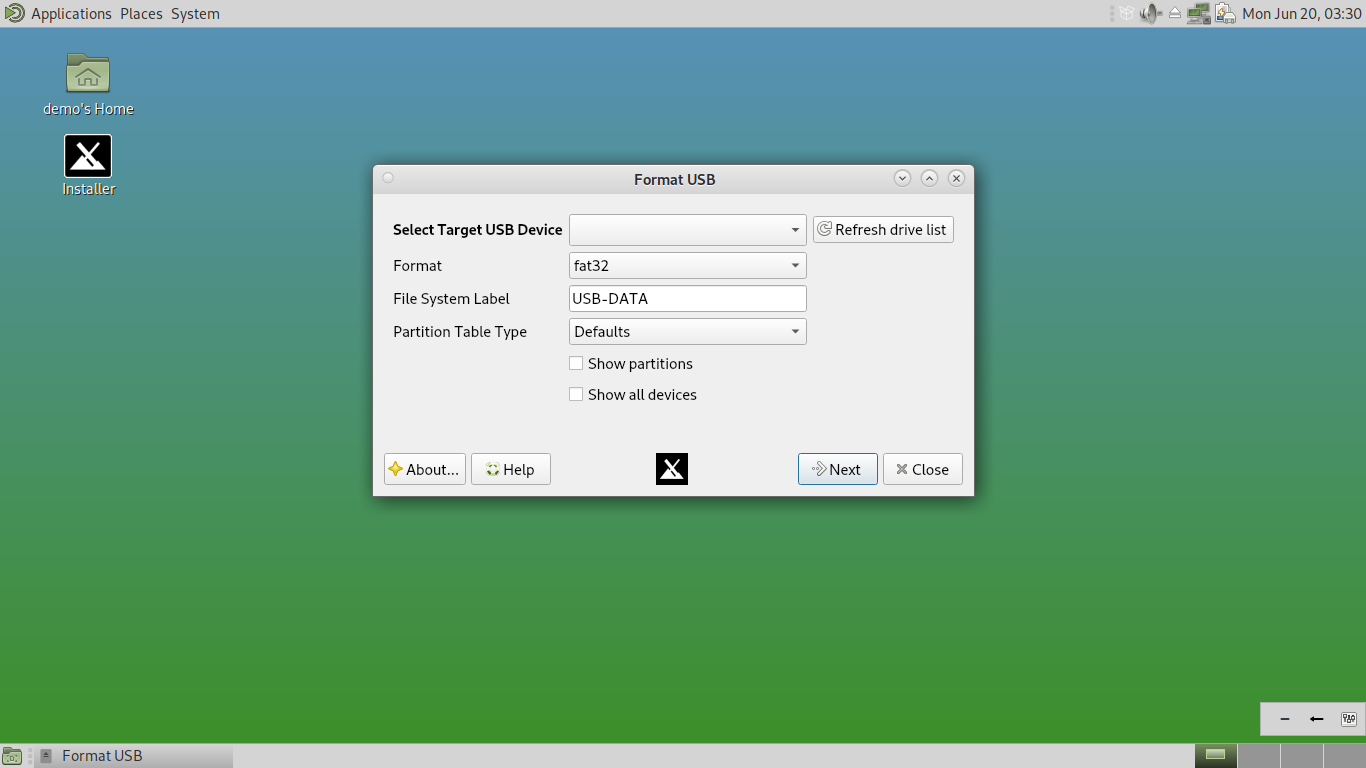 Applications Places System
Mon Jun 20, 03:30
demo's Home
Installer
Format USB
Select Target USB Device
Refresh drive list
Format
fat32
File System Label
USB-DATA
Partition Table Type
Defaults
Show partitions
Show all devices
About...
Help
Next
Close
Format USB